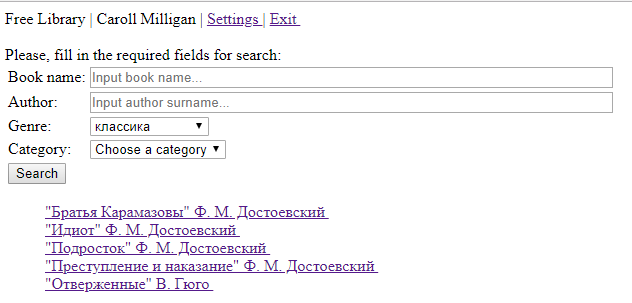 Free Library | Caroll Milligan | Settings | Exit
Please, fill in the required fields for search:
Book name: Input book name...
Author: Input author surname...
Genre: классика
Category: Choose a category
Search
"Братья Карамазовы" Ф. М. Достоевский
"Идиот" Ф. М. Достоевский
"Подросток" Ф. М. Достоевский
"Преступление и наказание" Ф. М. Достоевский
"Отверженные" В. Гюго